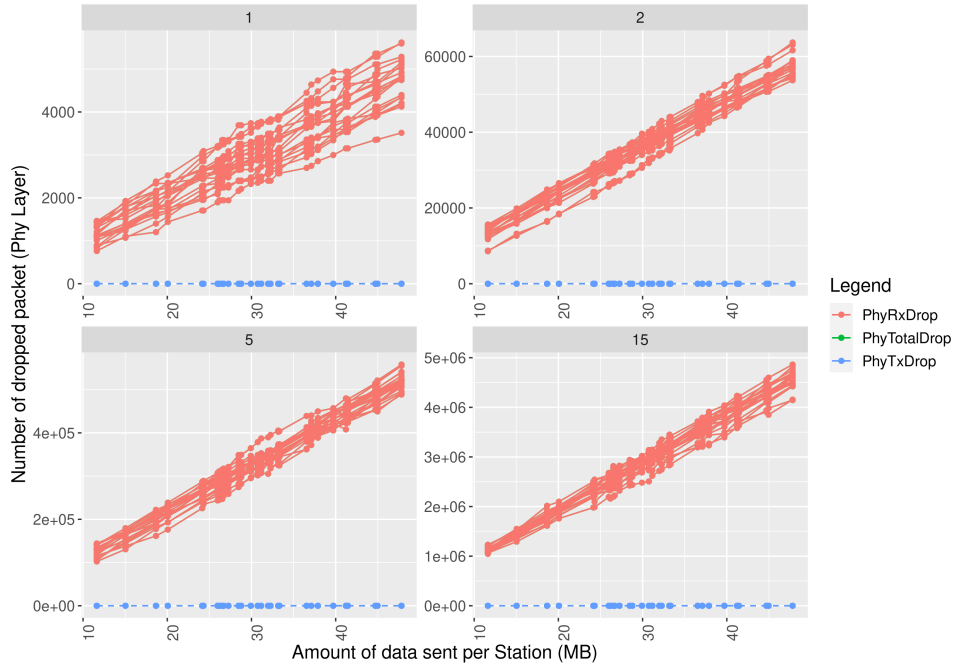 1
2
Number of dropped packet (Phy Layer)
4000
2000
0
10
20
30
40
60000
40000
20000
0
10
20
30
40
5
15
4e+05
2e+05
0e+00
10
20
30
40
5e+06
4e+06
3e+06
2e+06
1e+06
0e+00
10
20
30
40
Amount of data sent per Station (MB)
Legend
PhyRxDrop
PhyTotalDrop
PhyTxDrop